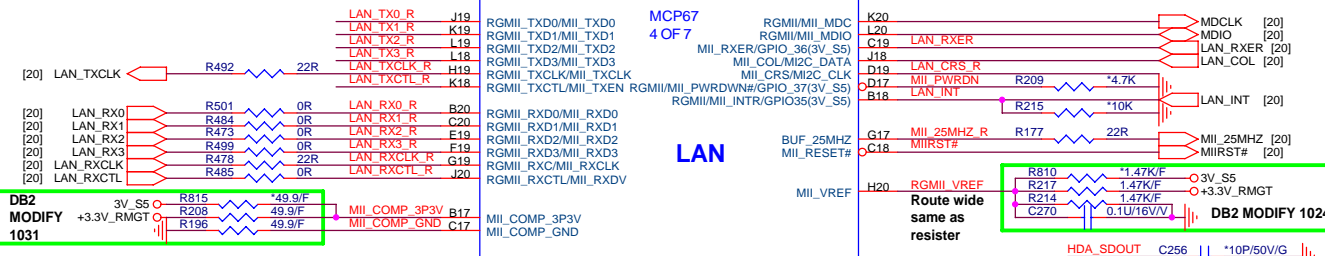 LAN_TX0_R J19 RGMII_TXD0/MII_TXD0 MCP67 RGMII/MII_MDC K20 MDCLK [20]
LAN_TX1_R K19 RGMII_TXD1/MII_TXD1 4 OF 7 RGMII/MII_MDIO L20 MDIO [20]
LAN_TX2_R L19 RGMII_TXD2/MII_TXD2 MII_RXER/GPIO_36(3V_S5) C19 LAN_RXER LAN_RXER [20]
LAN_TX3_R L18 RGMII_TXD3/MII_TXD3 MII_COL/MI2C_DATA J18 LAN_COL [20]
[20] LAN_TXCLK R492 22R LAN_TXCLK_R H19 RGMII_TXCLK/MII_TXCLK MII_CRS/MI2C_CLK D19 LAN_CRS_R
LAN_TXCTL_R K18 RGMII_TXCTL/MII_TXEN RGMII/MII_PWRDWN#/GPIO_37(3V_S5) D17 MII_PWRDN R209 *4.7K
RGMII/MII_INTR/GPIO35(3V_S5) B18 LAN_INT LAN_INT [20]
R215 *10K
[20] LAN_RX0 R501 0R LAN_RX0_R B20 RGMII_RXD0/MII_RXD0
[20] LAN_RX1 R484 0R LAN_RX1_R C20 RGMII_RXD1/MII_RXD1
[20] LAN_RX2 R473 0R LAN_RX2_R E19 RGMII_RXD2/MII_RXD2 BUF_25MHZ G17 MII_25MHZ_R R177 22R MII_25MHZ [20]
[20] LAN_RX3 R499 0R LAN_RX3_R F19 RGMII_RXD3/MII_RXD3 LAN MII_RESET# C18 MIIRST# MIIRST# [20]
[20] LAN_RXCLK R478 22R LAN_RXCLK_R G19 RGMII_RXC/MII_RXCLK
[20] LAN_RXCTL R485 0R LAN_RXCTL_R J20 RGMII_RXCTL/MII_RXDV
R810 *1.47K/F 3V_S5
MII_VREF H20 RGMII_VREF R217 1.47K/F +3.3V_RMGT
DB2 3V_S5 R815 *49.9/F Route wide R214 1.47K/F
MODIFY +3.3V_RMGT R208 49.9/F MII_COMP_3P3V B17 MII_COMP_3P3V same as C270 0.1U/16V/V DB2 MODIFY 1024
1031 R196 49.9/F MII_COMP_GND C17 MII_COMP_GND resister
HDA_SDOUT C256 *10P/50V/G